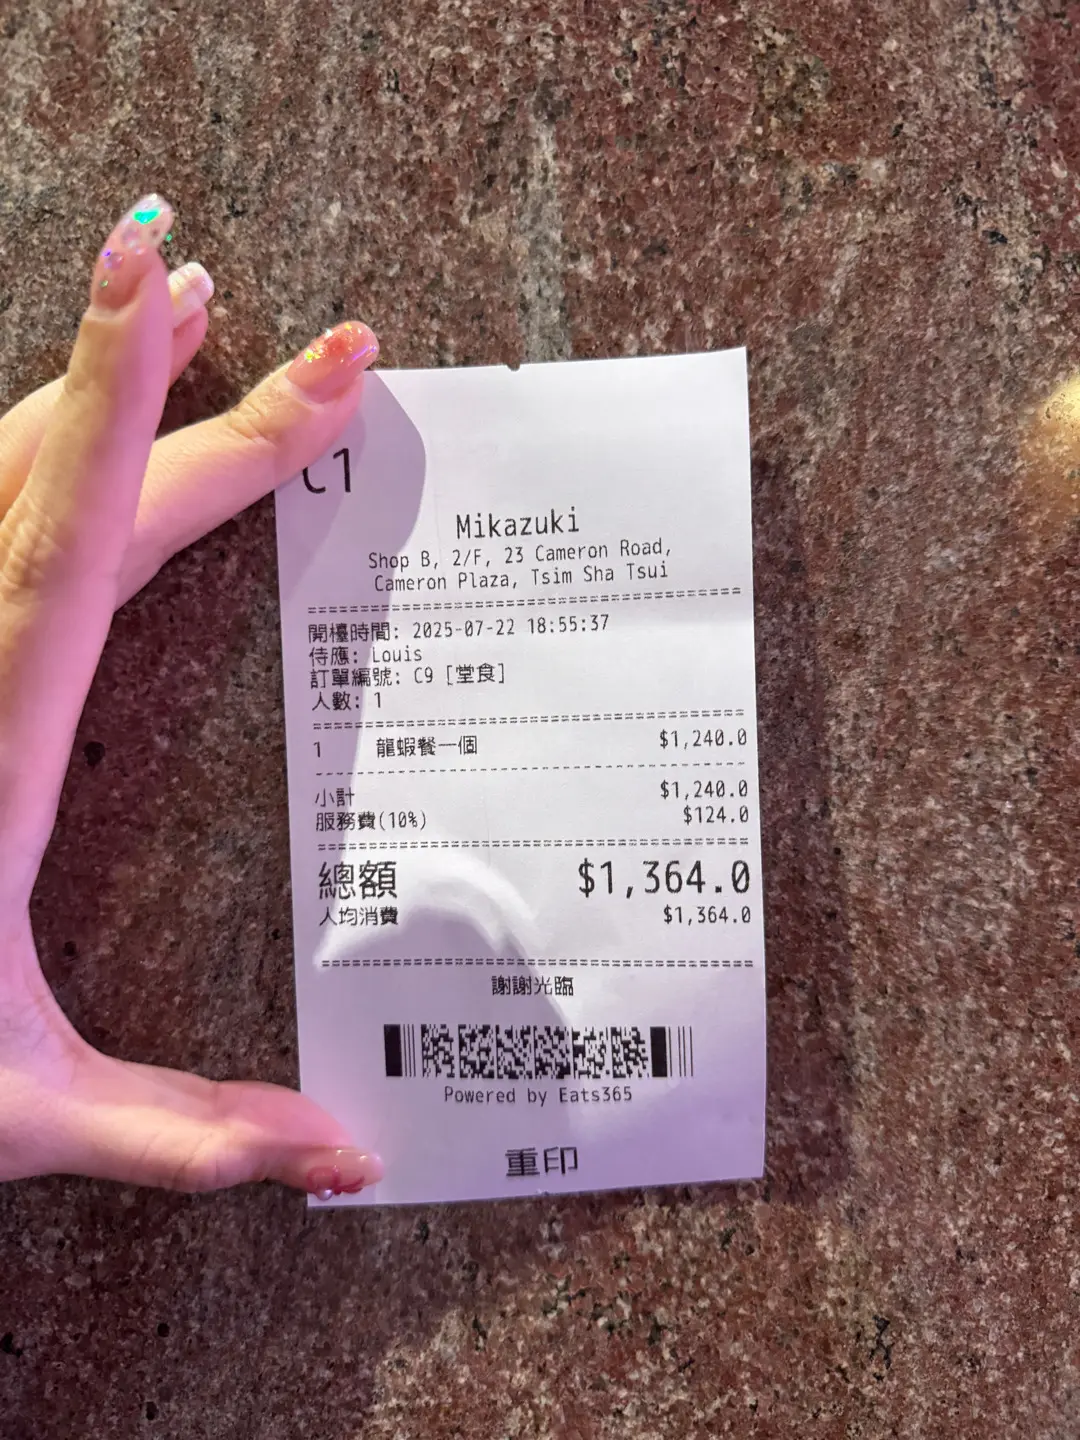 C1
Mikazuki
Shop B, 2/F, 23 Cameron Road,
Cameron Plaza, Tsim Sha Tsui
開檯時間: 2025-07-22 18:55:37
侍應: Louis
訂單編號: C9 [堂食]
人數: 1
1 龍蝦餐一個 $1,240.0
小計 $1,240.0
服務費(10%) $124.0
總額 $1,364.0
人均消費 $1,364.0
謝謝光臨
Powered by Eats365
重印